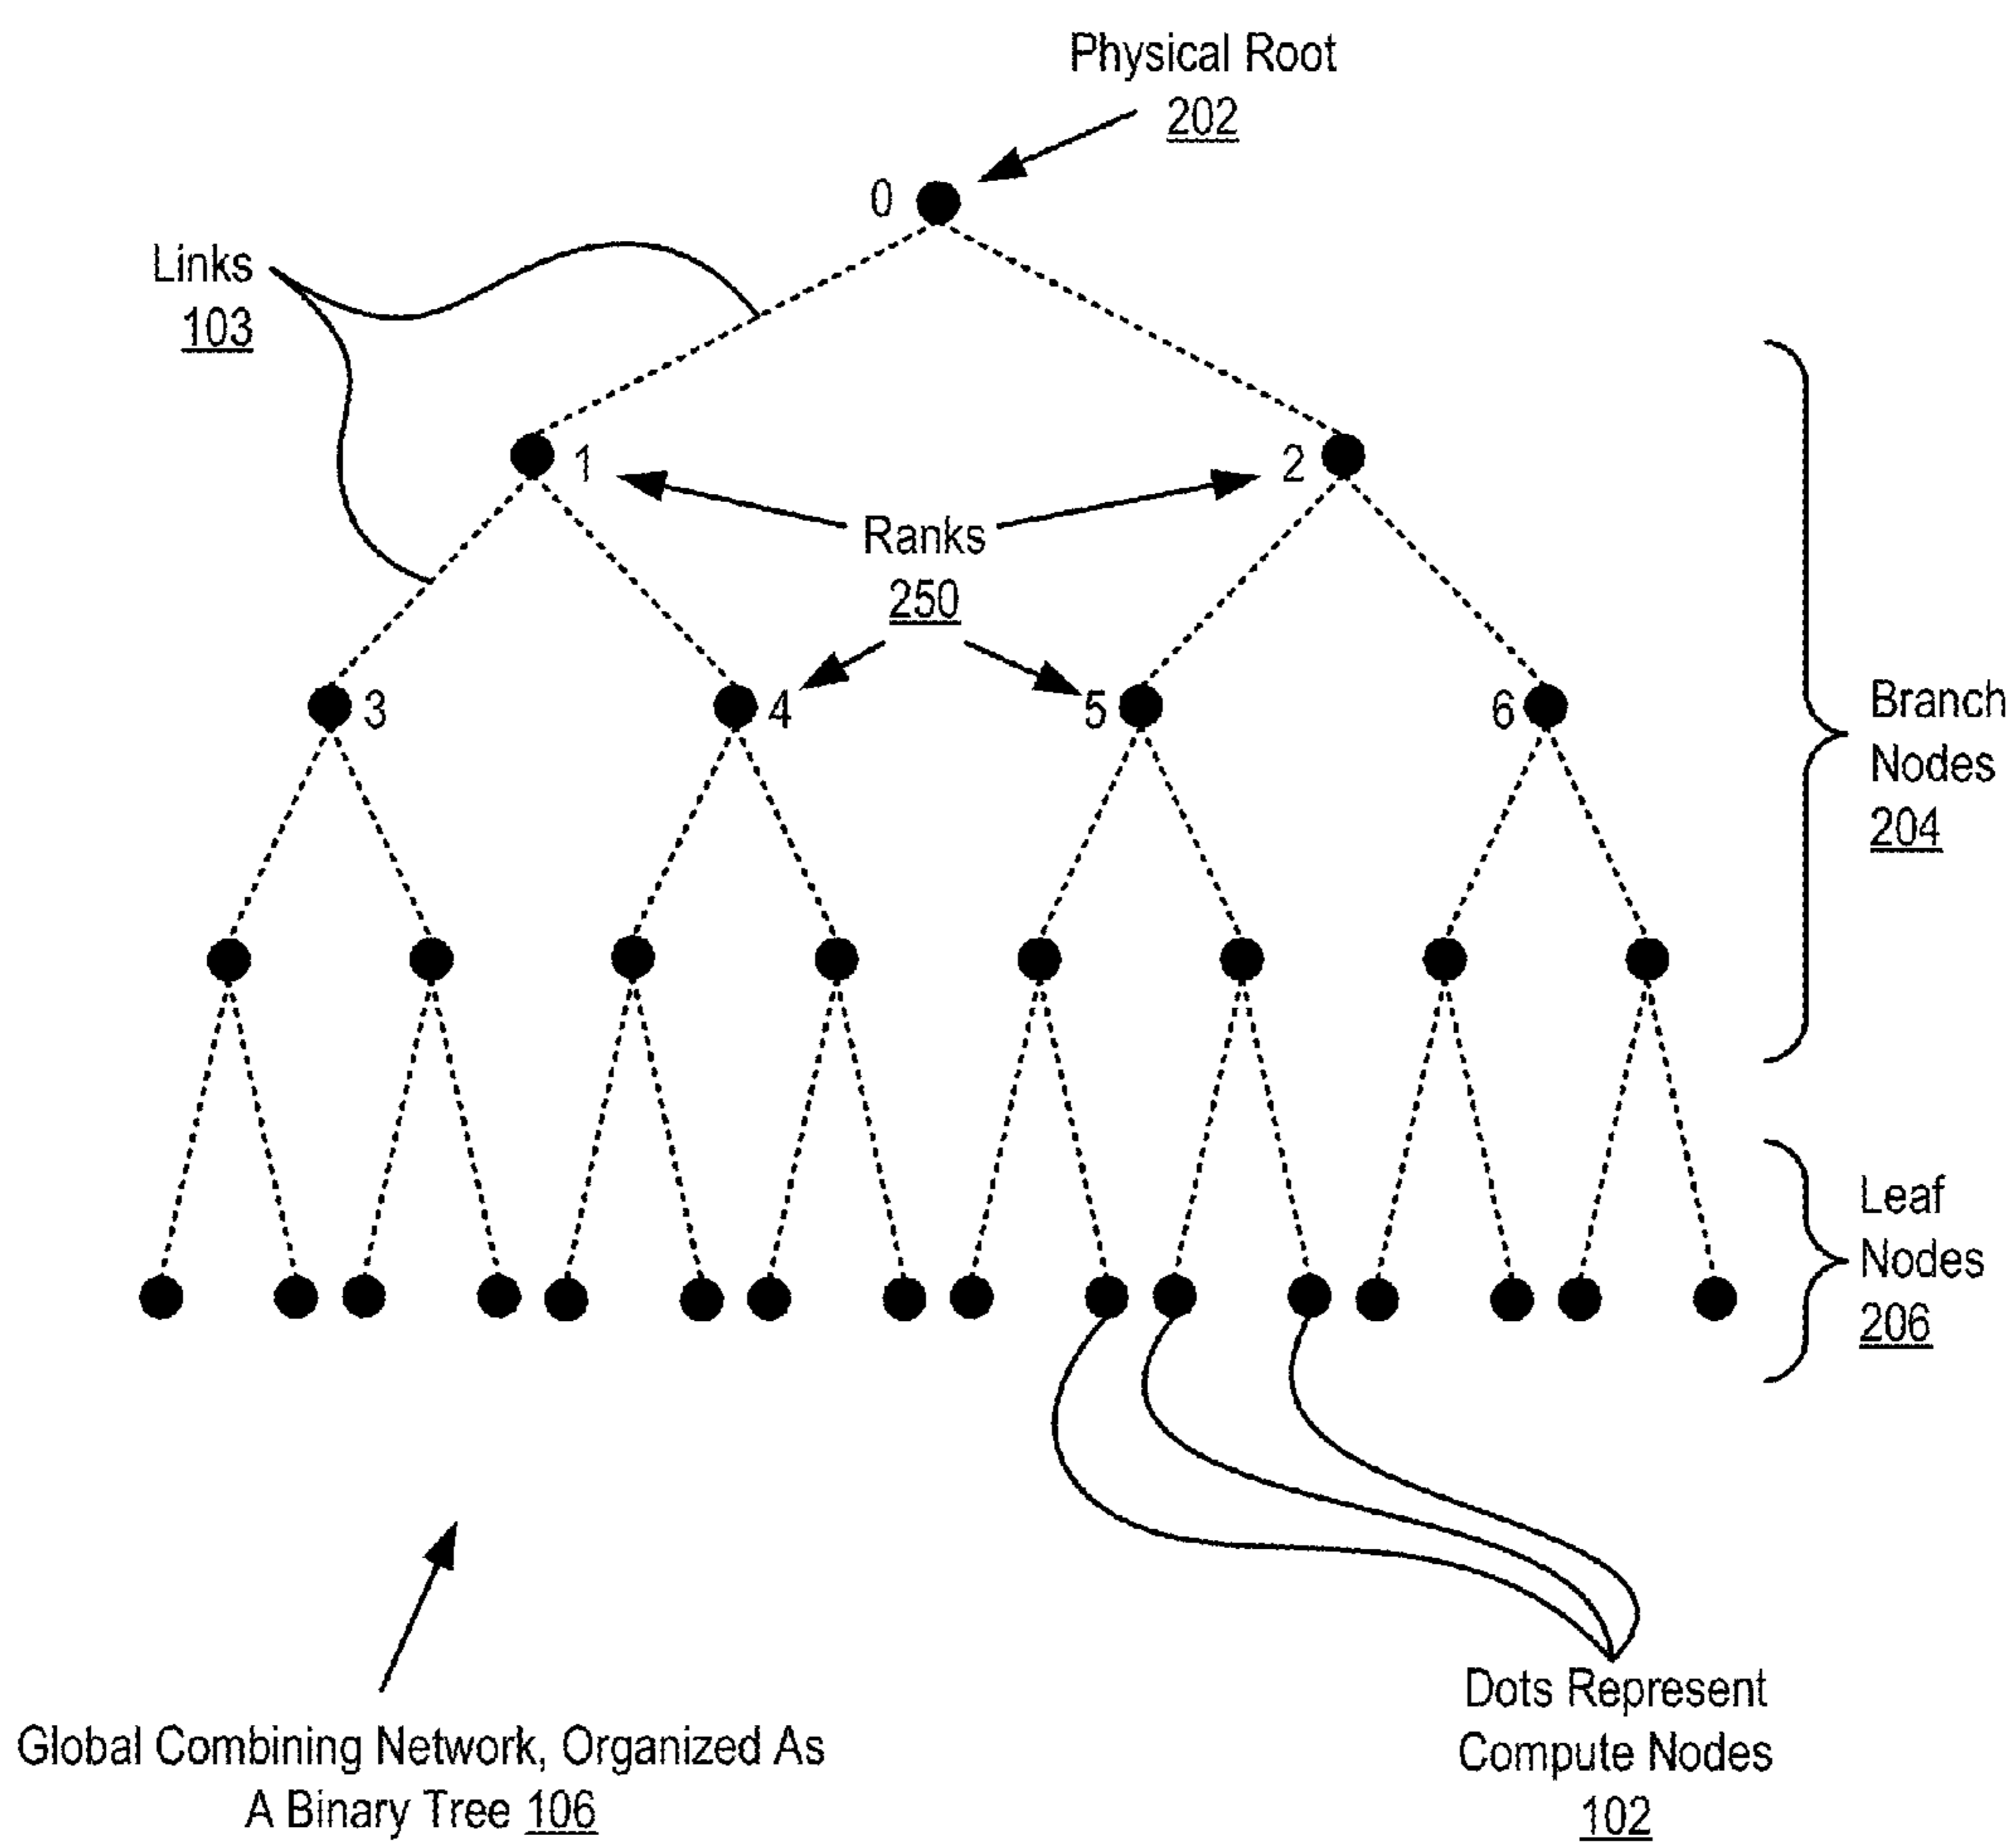 Physical Root
202
0
Links
103
1
2
Ranks
250
3
4
5
6
Branch
Nodes
204
Leaf
Nodes
206
Global Combining Network, Organized As
A Binary Tree 106
Dots Represent
Compute Nodes
102